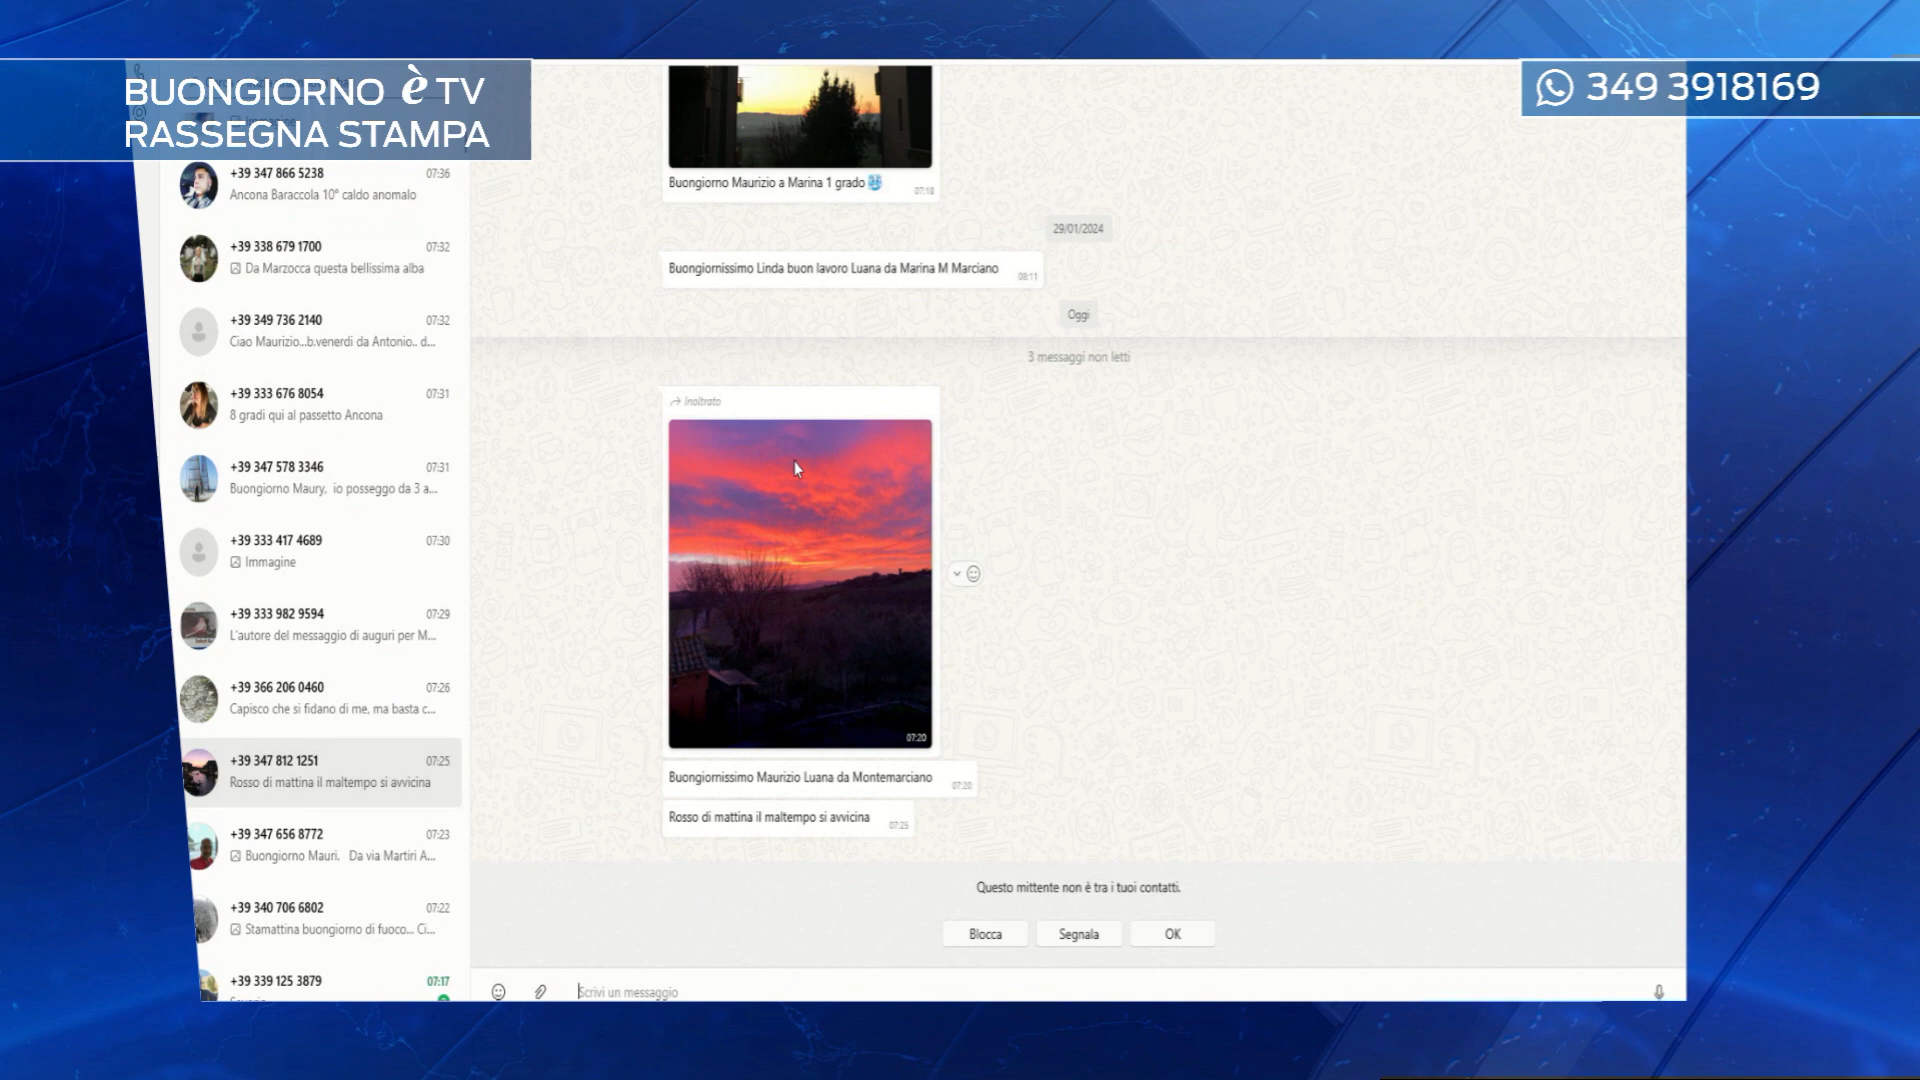 BUONGIORNO è TV
RASSEGNA STAMPA
349 3918169
+39 347 866 5238
07:36
Ancona Baraccola 10° caldo anomalo
+39 338 679 1700
07:32
Da Marzocca questa bellissima alba
+39 349 736 2140
07:32
Ciao Maurizio...b.venerdì da Antonio.. d...
+39 333 676 8054
07:31
8 gradi qui al passetto Ancona
+39 347 578 3346
07:31
Buongiorno Maury, io posseggo da 3 a...
+39 333 417 4689
07:30
Immagine
+39 333 982 9594
07:29
L'autore del messaggio di auguri per M...
+39 366 206 0460
07:26
Capisco che si fidano di me, ma basta c...
+39 347 812 1251
07:25
Rosso di mattina il maltempo si avvicina
+39 347 656 8772
07:23
Buongiorno Mauri. Da via Martiri A...
+39 340 706 6802
07:22
Stamattina buongiorno di fuoco... Ci...
+39 339 125 3879
07:17
Buongiorno Maurizio a Marina 1 grado
07:18
29/01/2024
Buongiornissimo Linda buon lavoro Luana da Marina M Marciano
08:11
Oggi
3 messaggi non letti
Inoltrato
07:20
Buongiornissimo Maurizio Luana da Montemarciano
07:20
Rosso di mattina il maltempo si avvicina
07:25
Questo mittente non è tra i tuoi contatti.
Blocca
Segnala
OK
Scrivi un messaggio